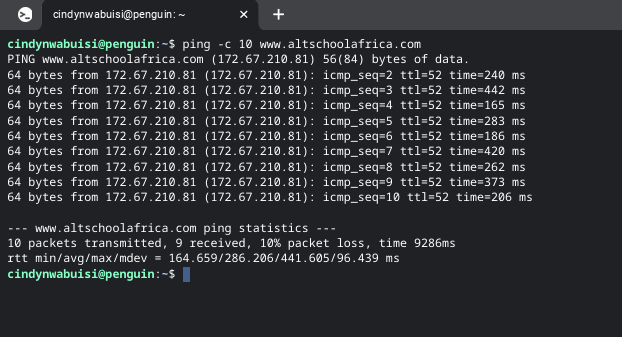 cindynwabuisi@penguin: ~
cindynwabuisi@penguin:~$ ping -c 10 www.altschoolafrica.com
PING www.altschoolafrica.com (172.67.210.81) 56(84) bytes of data.
64 bytes from 172.67.210.81 (172.67.210.81): icmp_seq=2 ttl=52 time=240 ms
64 bytes from 172.67.210.81 (172.67.210.81): icmp_seq=3 ttl=52 time=442 ms
64 bytes from 172.67.210.81 (172.67.210.81): icmp_seq=4 ttl=52 time=165 ms
64 bytes from 172.67.210.81 (172.67.210.81): icmp_seq=5 ttl=52 time=283 ms
64 bytes from 172.67.210.81 (172.67.210.81): icmp_seq=6 ttl=52 time=186 ms
64 bytes from 172.67.210.81 (172.67.210.81): icmp_seq=7 ttl=52 time=420 ms
64 bytes from 172.67.210.81 (172.67.210.81): icmp_seq=8 ttl=52 time=262 ms
64 bytes from 172.67.210.81 (172.67.210.81): icmp_seq=9 ttl=52 time=373 ms
64 bytes from 172.67.210.81 (172.67.210.81): icmp_seq=10 ttl=52 time=206 ms
--- www.altschoolafrica.com ping statistics ---
10 packets transmitted, 9 received, 10% packet loss, time 9286ms
rtt min/avg/max/mdev = 164.659/286.206/441.605/96.439 ms
cindynwabuisi@penguin:~$